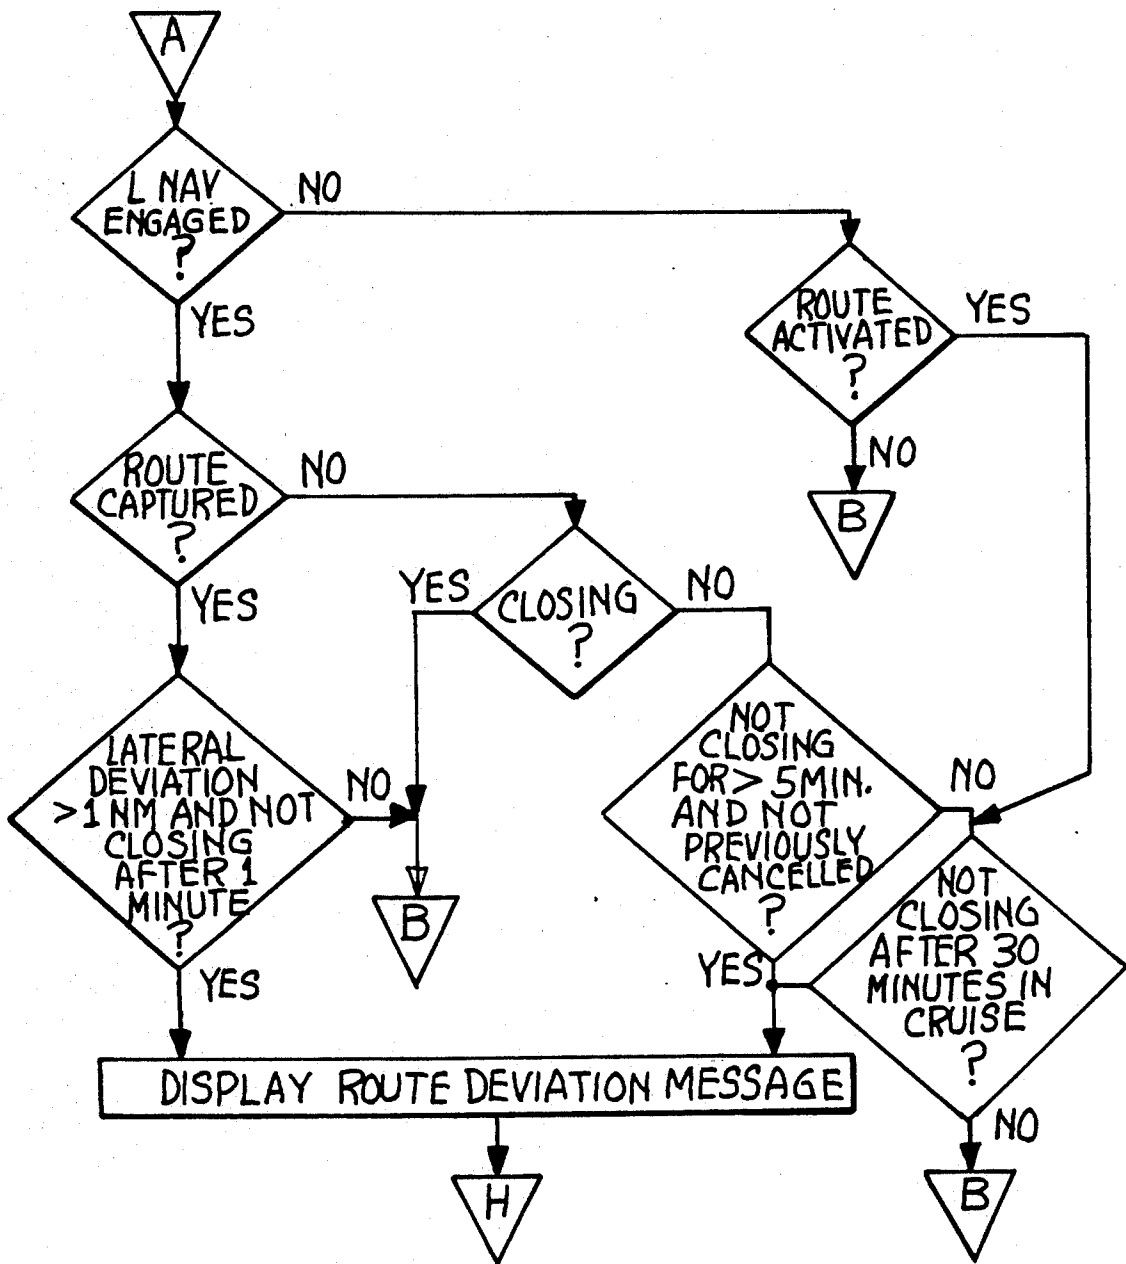 A
L NAV
ENGAGED
?
NO
YES
ROUTE
ACTIVATED
?
YES
NO
B
ROUTE
CAPTURED
?
NO
YES
CLOSING
?
YES
NO
LATERAL
DEVIATION
>1 NM AND NOT
CLOSING
AFTER 1
MINUTE
?
NO
YES
B
NOT
CLOSING
FOR > 5MIN.
AND NOT
PREVIOUSLY
CANCELLED
?
NO
YES
NOT
CLOSING
AFTER 30
MINUTES IN
CRUISE
?
NO
B
DISPLAY ROUTE DEVIATION MESSAGE
H